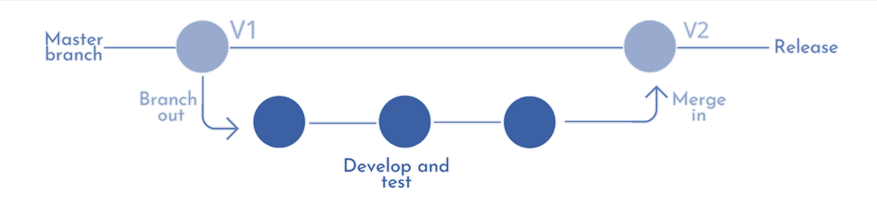 Master
branch
V1
V2
Release
Branch
out
Merge
in
Develop and
test